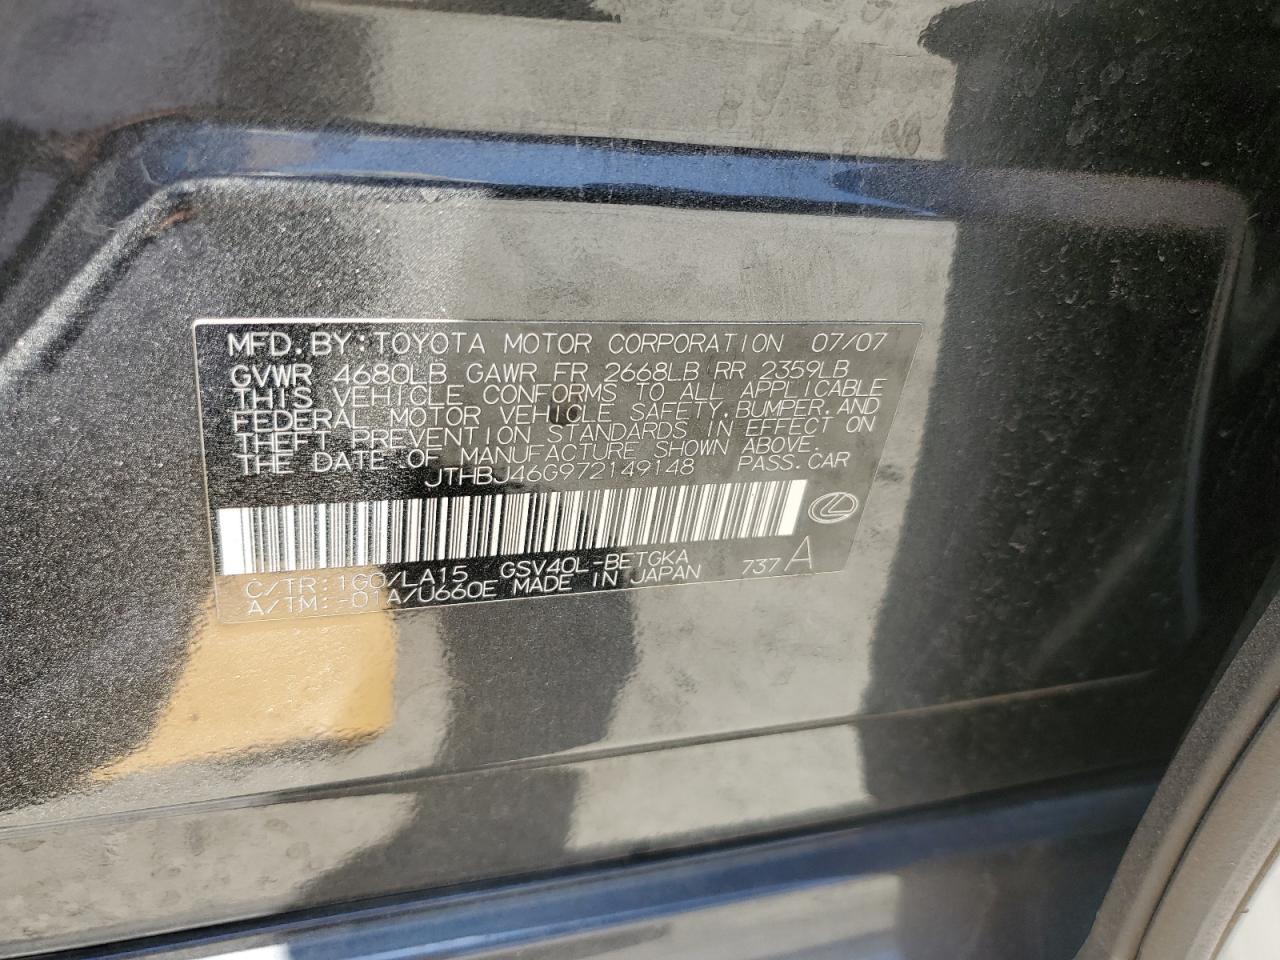 MFD. BY: TOYOTA MOTOR CORPORATION 07/07
GVWR 4680LB GAWR FR 2668LB RR 2359LB
THIS VEHICLE CONFORMS TO ALL APPLICABLE
FEDERAL MOTOR VEHICLE SAFETY, BUMPER, AND
THEFT PREVENTION STANDARDS IN EFFECT ON
THE DATE OF MANUFACTURE SHOWN ABOVE.
JTHBJ46G972149148 PASS. CAR
C/TR: 1G0/LA15 GSV40L-BETGKA 737 A
A/TM: -01A/U660E MADE IN JAPAN